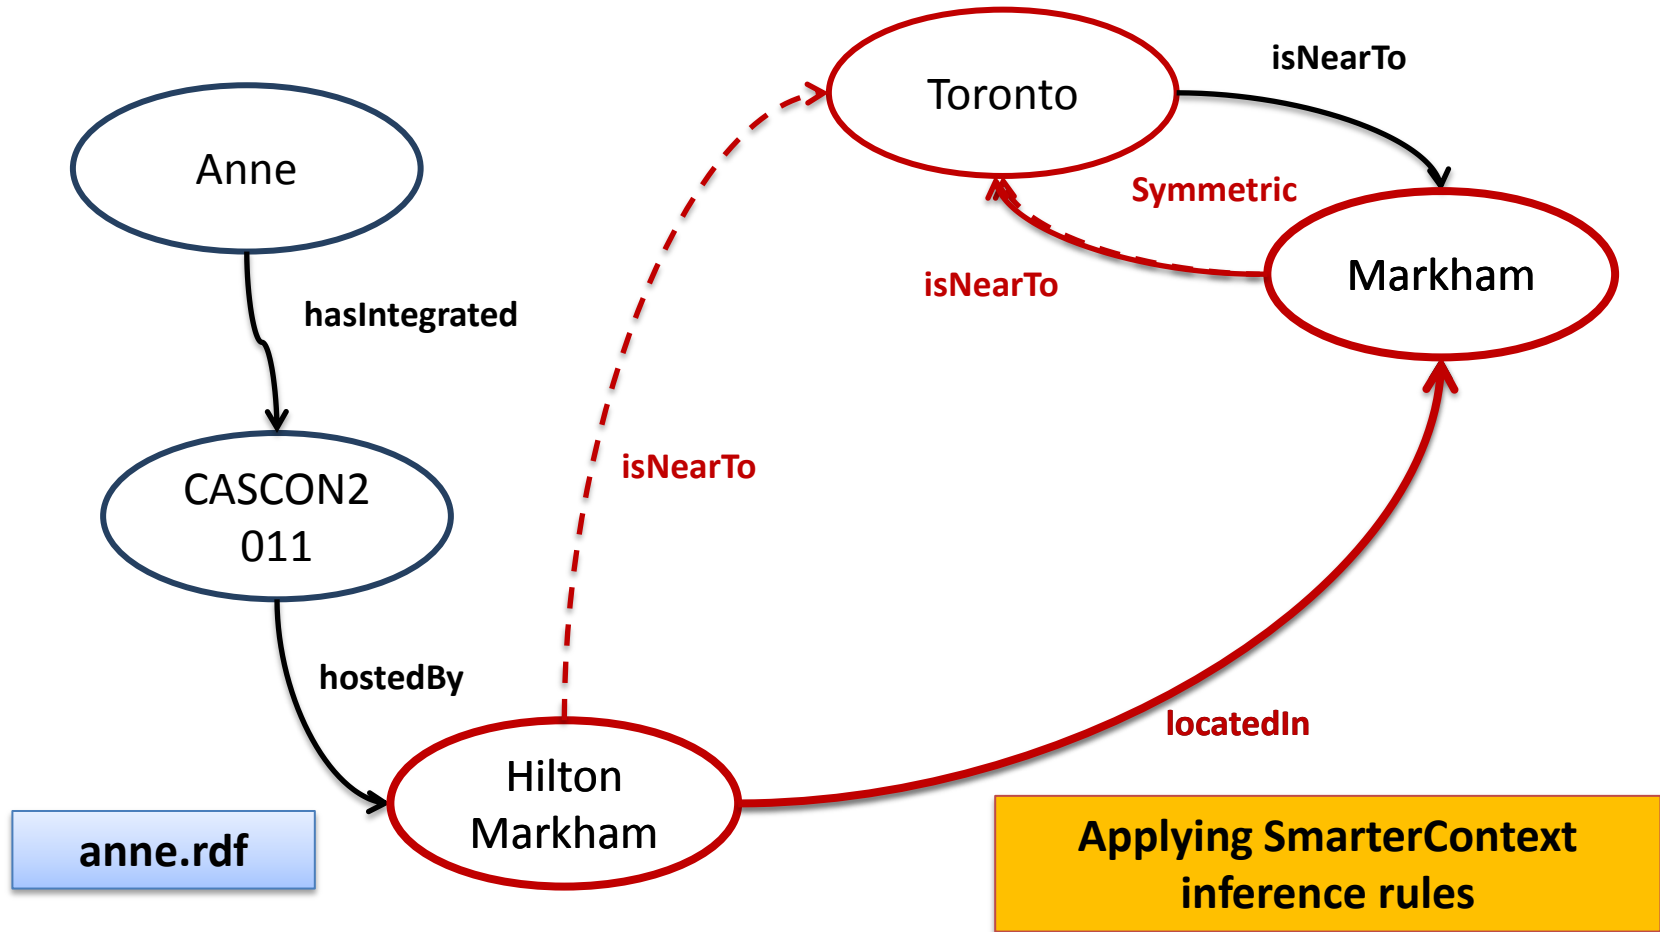 isNearTo
Toronto
Anne
Symmetric
Markham
isNearTo
hasIntegrated
isNearTo
CASCON2
011
hostedBy
locatedIn
Hilton
Markham
anne.rdf
Applying SmarterContext
inference rules